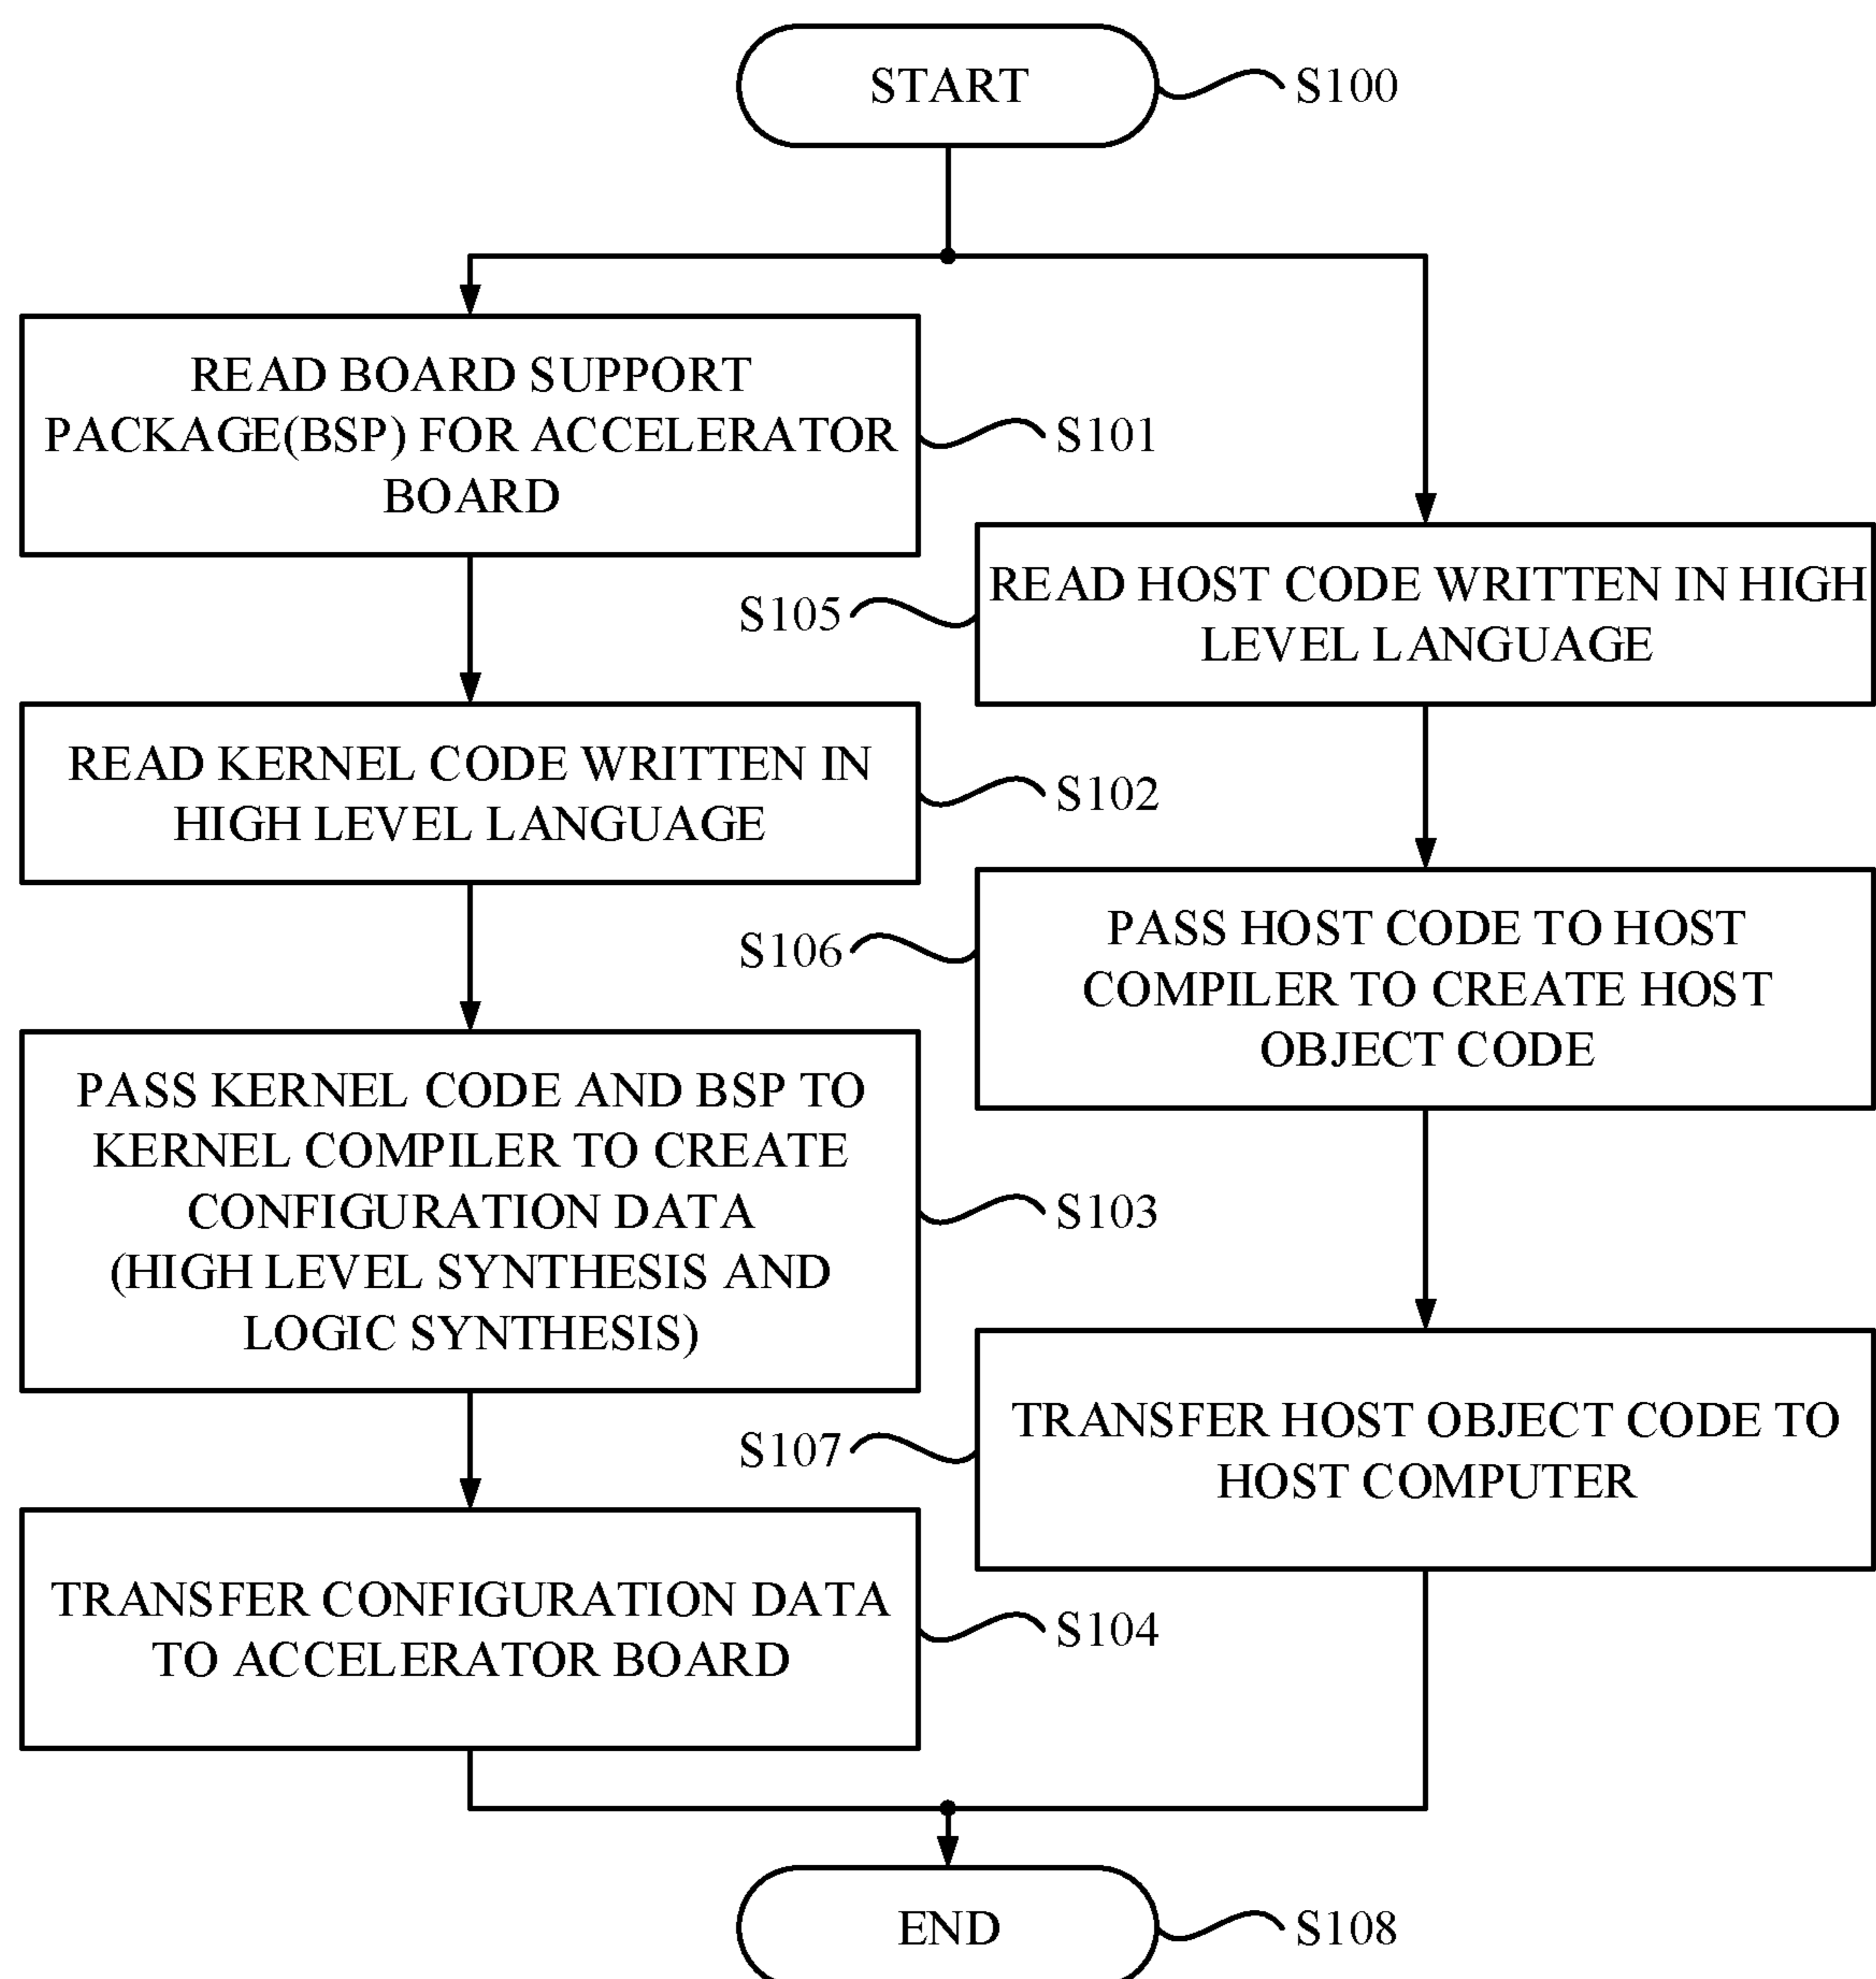 START
S100
READ BOARD SUPPORT
PACKAGE(BSP) FOR ACCELERATOR
BOARD
S101
READ KERNEL CODE WRITTEN IN
HIGH LEVEL LANGUAGE
S102
PASS KERNEL CODE AND BSP TO
KERNEL COMPILER TO CREATE
CONFIGURATION DATA
(HIGH LEVEL SYNTHESIS AND
LOGIC SYNTHESIS)
S103
TRANSFER CONFIGURATION DATA
TO ACCELERATOR BOARD
S104
S105
READ HOST CODE WRITTEN IN HIGH
LEVEL LANGUAGE
S106
PASS HOST CODE TO HOST
COMPILER TO CREATE HOST
OBJECT CODE
S107
TRANSFER HOST OBJECT CODE TO
HOST COMPUTER
END
S108